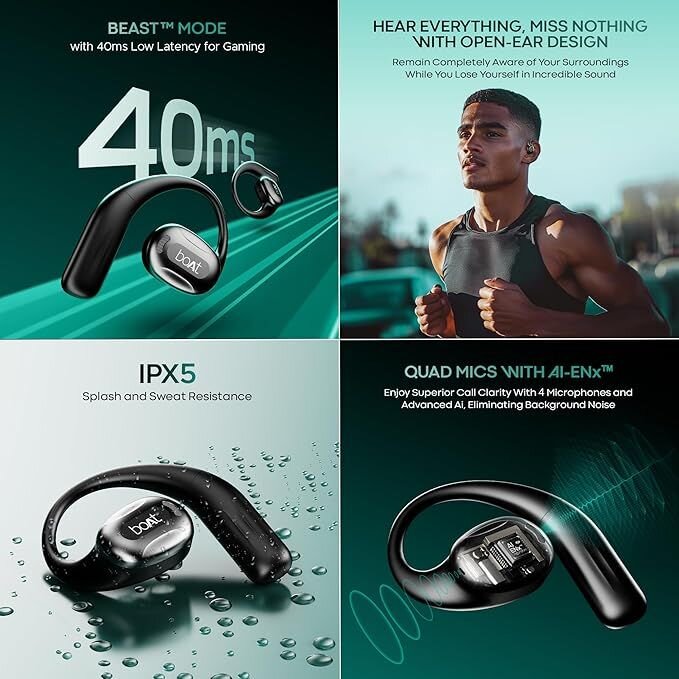 BEAST™ MODE
with 40ms Low Latency for Gaming
40ms
boAt
HEAR EVERYTHING, MISS NOTHING
WITH OPEN-EAR DESIGN
Remain Completely Aware of Your Surroundings
While You Lose Yourself in Incredible Sound
IPX5
Splash and Sweat Resistance
boAt
QUAD MICS WITH AI-ENx™
Enjoy Superior Call Clarity With 4 Microphones and
Advanced Ai, Eliminating Background Noise
AI
ENx